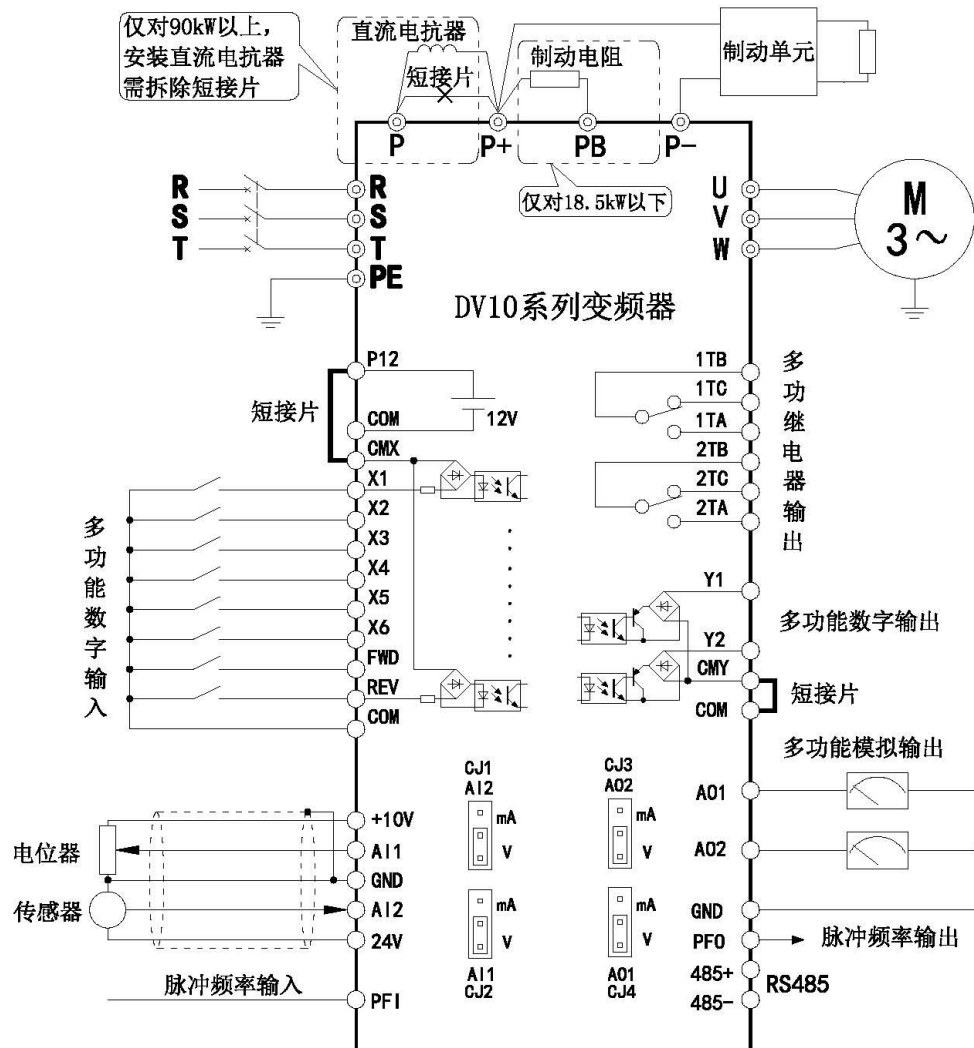 仅对90kW以上，
安装直流电抗器
需拆除短接片
直流电抗器
短接片
制动电阻
制动单元
P
P+
PB
P-
仅对18.5kW以下
R
S
T
R
S
T
PE
U
V
W
M
3～
DV10系列变频器
P12
短接片
COM
12V
CMX
X1
X2
X3
X4
X5
X6
FWD
REV
COM
多功能数字输入
1TB
1TC
1TA
2TB
2TC
2TA
多功能继电器输出
Y1
多功能数字输出
Y2
CMY
COM
短接片
多功能模拟输出
CJ1
AI2
mA
V
CJ3
AO2
mA
V
AO1
AO2
GND
PFO
脉冲频率输出
485+
485-
RS485
+10V
电位器
AI1
GND
传感器
AI2
24V
脉冲频率输入
PFI
mA
V
AI1
CJ2
mA
V
AO1
CJ4